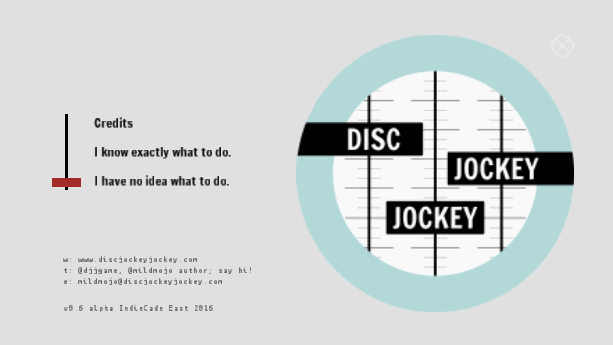 Credits
I know exactly what to do.
I have no idea what to do.
DISC
JOCKEY
JOCKEY
w: www.discjockeyjockey.com
t: @djjgame, @mildmojo author; say hi!
e: mildmojo@discjockeyjockey.com
v0.6 alpha IndieCade East 2016